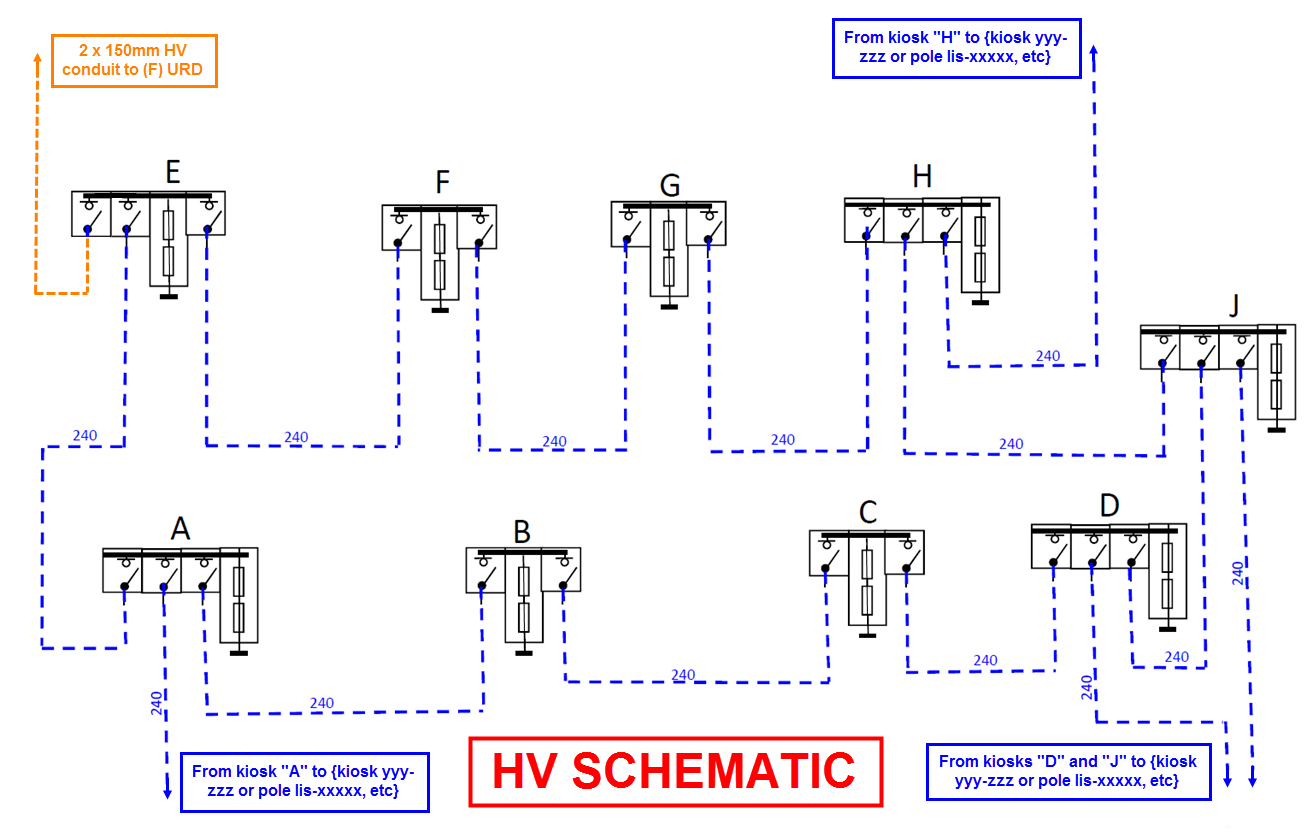 2 x 150mm HV
conduit to (F) URD
From kiosk "H" to {kiosk yyy-
zzz or pole lis-xxxxx, etc}
E
F
G
H
J
240
240
240
240
240
240
A
B
C
D
240
240
240
240
240
240
240
From kiosk "A" to {kiosk yyy-
zzz or pole lis-xxxxx, etc}
HV SCHEMATIC
From kiosks "D" and "J" to {kiosk
yyy-zzz or pole lis-xxxxx, etc}